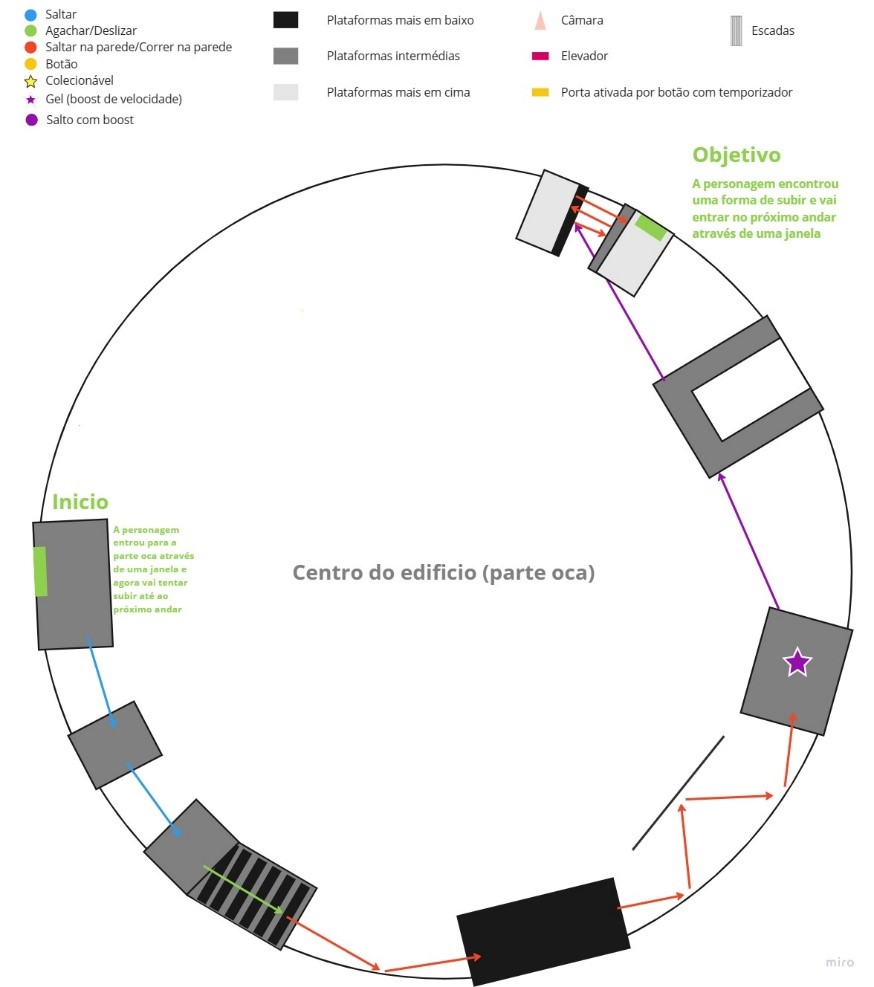 Saltar
Agachar/Deslizar
Saltar na parede/Correr na parede
Botão
Colecionável
Gel (boost de velocidade)
Salto com boost
Plataformas mais em baixo
Plataformas intermédias
Plataformas mais em cima
Câmara
Elevador
Porta ativada por botão com temporizador
Escadas
Objetivo
A personagem encontrou
uma forma de subir e vai
entrar no próximo andar
através de uma janela
Inicio
A personagem
entrou para a
parte oca através
de uma janela e
agora vai tentar
subir até ao
próximo andar
Centro do edificio (parte oca)
miro